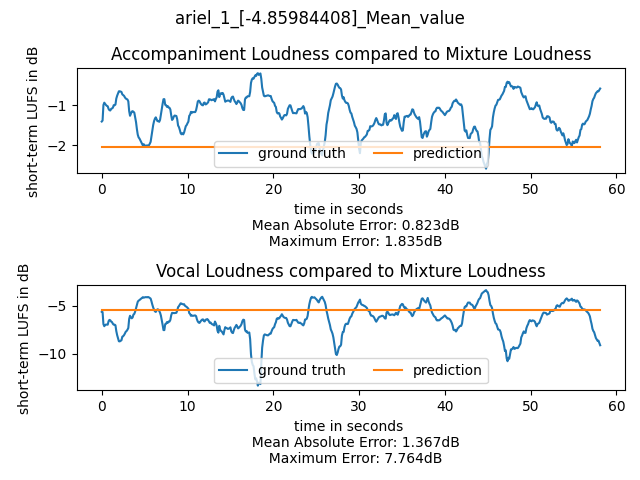 ariel_1_[-4.85984408]_Mean_value
Accompaniment Loudness compared to Mixture Loudness
short-term LUFS in dB
−1
−2
ground truth
prediction
0 10 20 30 40 50 60
time in seconds
Mean Absolute Error: 0.823dB
Maximum Error: 1.835dB
Vocal Loudness compared to Mixture Loudness
short-term LUFS in dB
−5
−10
ground truth
prediction
0 10 20 30 40 50 60
time in seconds
Mean Absolute Error: 1.367dB
Maximum Error: 7.764dB